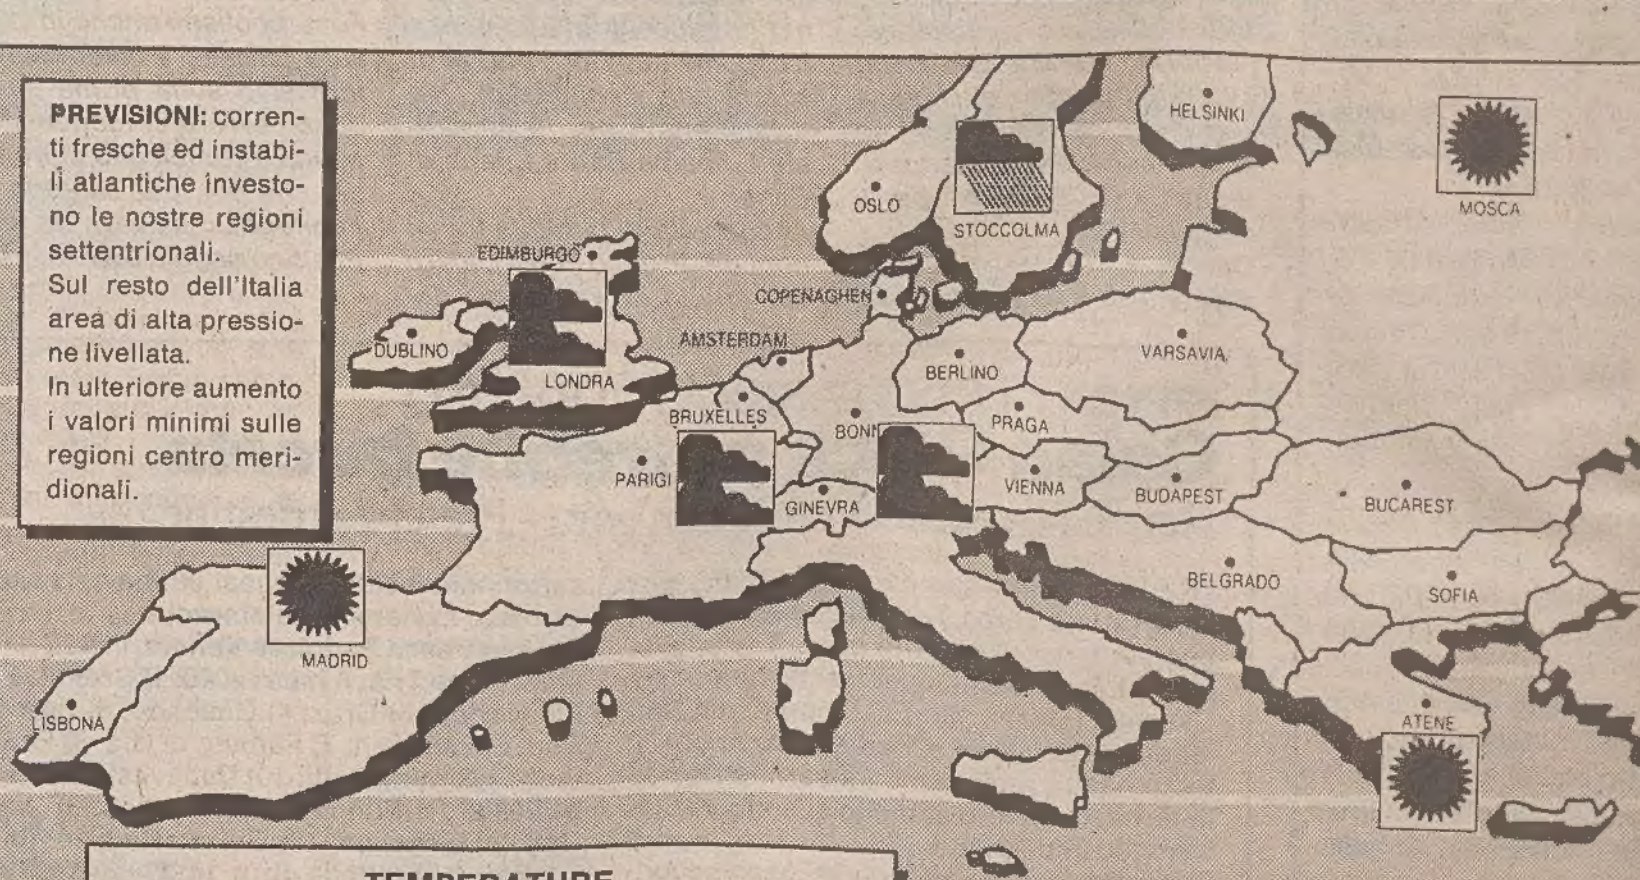 PREVISIONI: corren-
ti fresche ed instabi-
li atlantiche investo-
no le nostre regioni
settentrionali.
Sul resto dell'Italia
area di alta pressio-
ne livellata.
In ulteriore aumento
i valori minimi sulle
regioni centro meri-
dionali.
HELSINKI
MOSCA
OSLO
STOCCOLMA
EDIMBURGO
COPENAGHEN
DUBLINO
AMSTERDAM
VARSAVIA
LONDRA
BERLINO
BRUXELLES
BONN
PRAGA
PARIGI
GINEVRA
VIENNA
BUDAPEST
BUCAREST
BELGRADO
SOFIA
MADRID
LISBONA
ATENE
TEMPERATURE